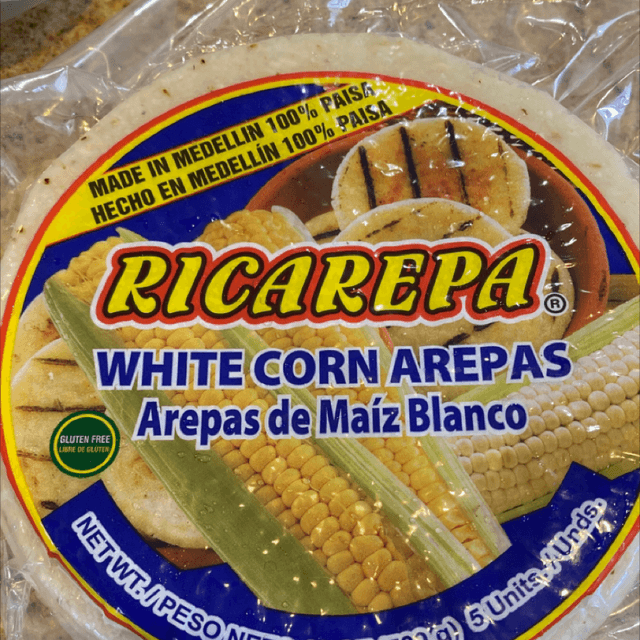 MADE IN MEDELLIN 100% PAISA
HECHO EN MEDELLÍN 100% PAISA
RICAREPA®
WHITE CORN AREPAS
Arepas de Maíz Blanco
GLUTEN FREE
LIBRE DE GLUTEN
NET WT./PESO g) 5 Units./Unds.